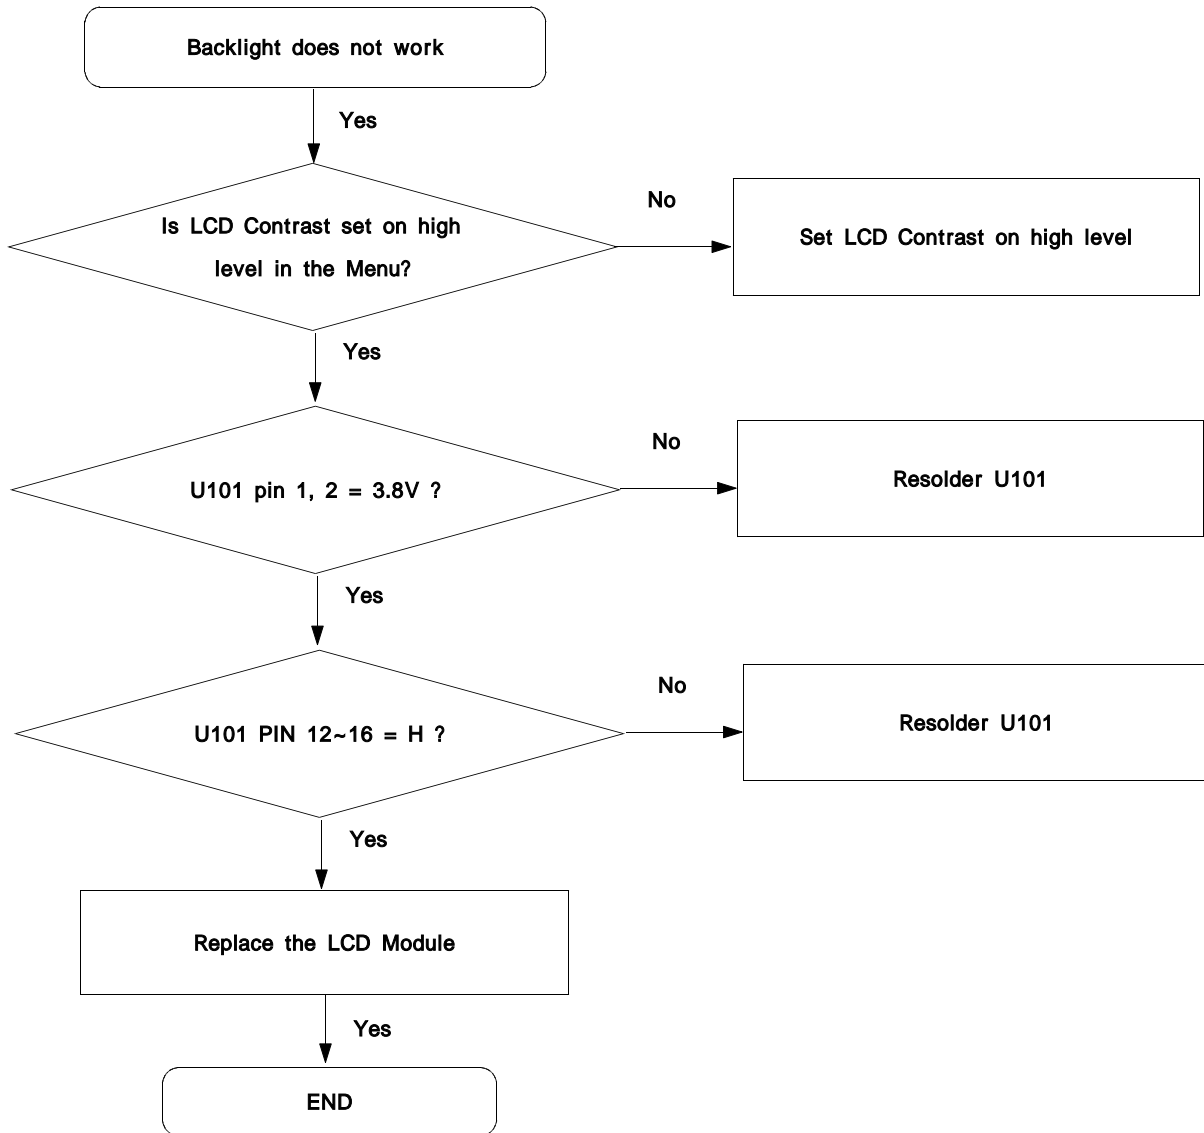 Backlight does not work
Yes
Is LCD Contrast set on high
level in the Menu?
No
Set LCD Contrast on high level
Yes
U101 pin 1, 2 = 3.8V ?
No
Resolder U101
Yes
U101 PIN 12~16 = H ?
No
Resolder U101
Yes
Replace the LCD Module
Yes
END